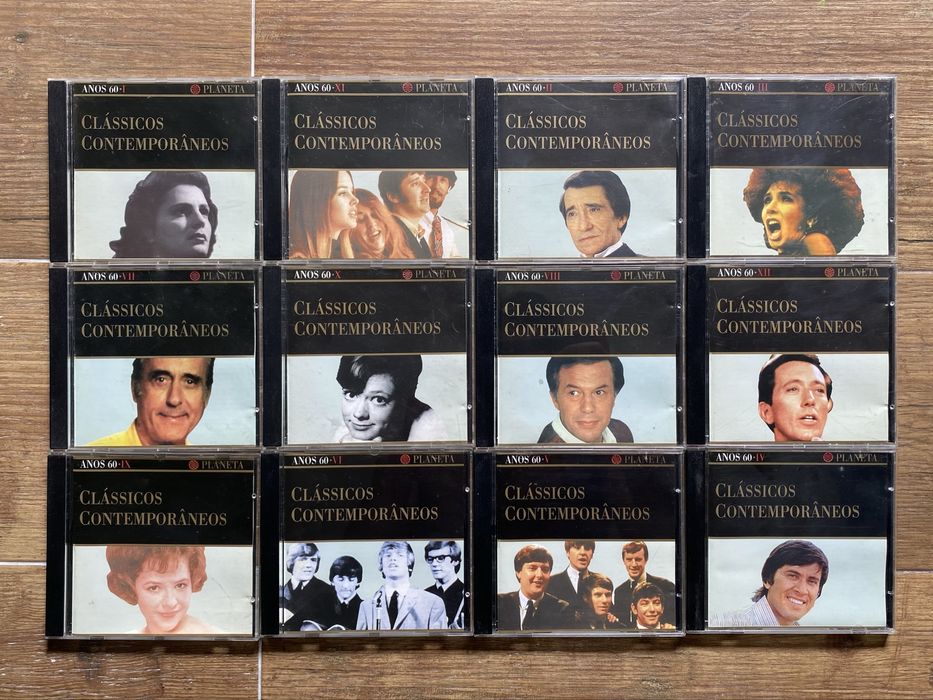 ANOS 60-I PLANETA
CLÁSSICOS
CONTEMPORÂNEOS
ANOS 60-XI PLANETA
CLÁSSICOS
CONTEMPORÂNEOS
ANOS 60-II PLANETA
CLÁSSICOS
CONTEMPORÂNEOS
ANOS 60-III PLANETA
CLÁSSICOS
CONTEMPORÂNEOS
ANOS 60-VII PLANETA
CLÁSSICOS
CONTEMPORÂNEOS
ANOS 60-X PLANETA
CLÁSSICOS
CONTEMPORÂNEOS
ANOS 60-VIII PLANETA
CLÁSSICOS
CONTEMPORÂNEOS
ANOS 60-XII PLANETA
CLÁSSICOS
CONTEMPORÂNEOS
ANOS 60-IX PLANETA
CLÁSSICOS
CONTEMPORÂNEOS
ANOS 60-VI PLANETA
CLÁSSICOS
CONTEMPORÂNEOS
ANOS 60-V PLANETA
CLÁSSICOS
CONTEMPORÂNEOS
ANOS 60-IV PLANETA
CLÁSSICOS
CONTEMPORÂNEOS